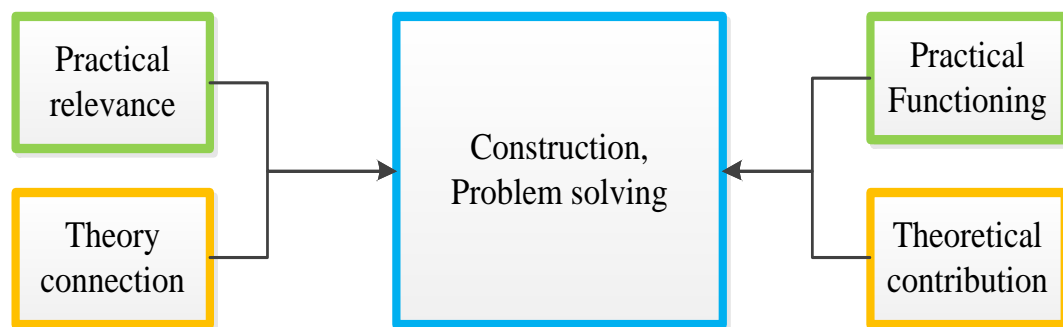 Practical
relevance
Theory
connection
Construction,
Problem solving
Practical
Functioning
Theoretical
contribution